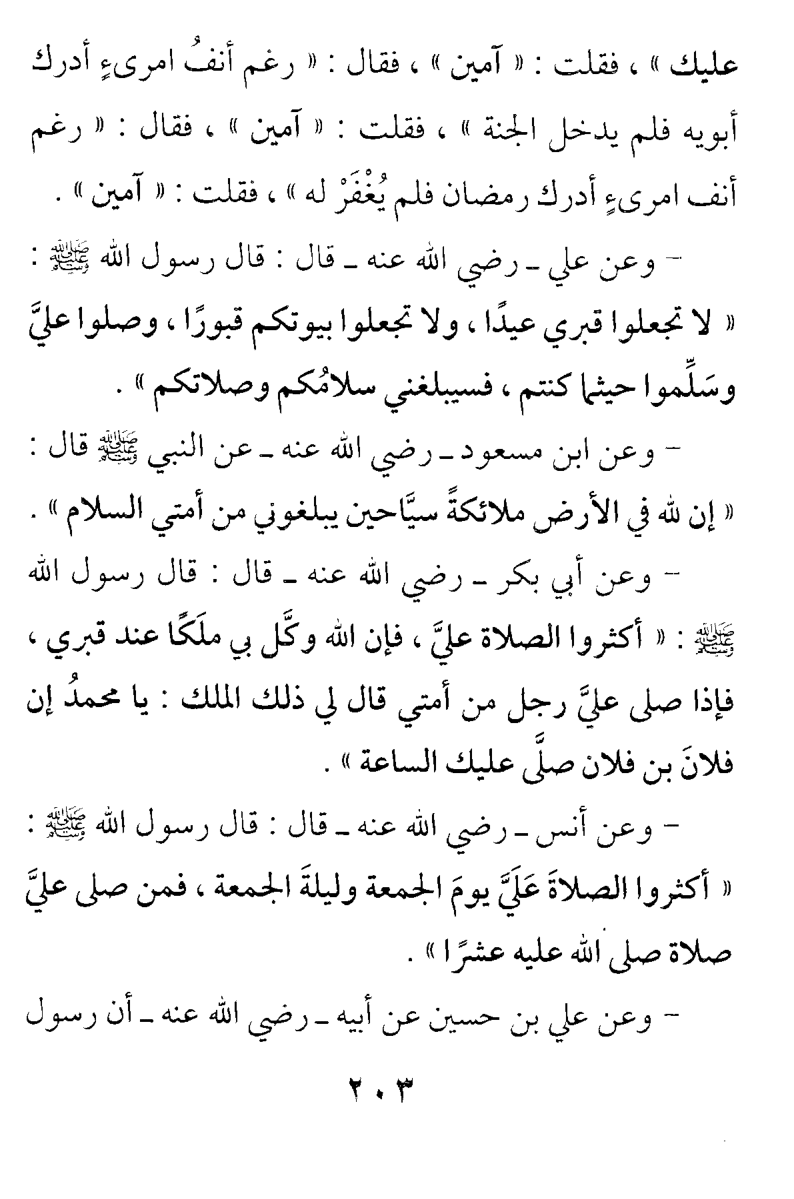 عليك » ، فقلت : « آمين » ، فقال : « رغم أنفُ امرىءٍ أدرك
أبويه فلم يدخل الجنة » ، فقلت : « آمين » ، فقال : « رغم
أنف امرىءٍ أدرك رمضان فلم يُغْفَرْ له » ، فقلت : « آمين » .
– وعن علي ـ رضي الله عنه ـ قال : قال رسول الله ﷺ :
« لا تجعلوا قبري عيدًا ، ولا تجعلوا بيوتكم قبورًا ، وصلوا عليَّ
وسَلِّموا حيثما كنتم ، فسيبلغني سلامُكم وصلاتكم » .
– وعن ابن مسعود ـ رضي الله عنه ـ عن النبي ﷺ قال :
« إن لله في الأرض ملائكةً سيَّاحين يبلغوني من أمتي السلام » .
– وعن أبي بكر ـ رضي الله عنه ـ قال : قال رسول الله
ﷺ : « أكثروا الصلاة عليَّ ، فإن الله وكَّل بي ملَكًا عند قبري ،
فإذا صلى عليَّ رجل من أمتي قال لي ذلك الملك : يا محمدُ إن
فلانَ بن فلان صلَّى عليك الساعة » .
– وعن أنس ـ رضي الله عنه ـ قال : قال رسول الله ﷺ :
« أكثروا الصلاةَ عَلَيَّ يومَ الجمعة وليلةَ الجمعة ، فمن صلى عليَّ
صلاة صلى الله عليه عشرًا » .
– وعن علي بن حسين عن أبيه ـ رضي الله عنه ـ أن رسول
٢٠٣